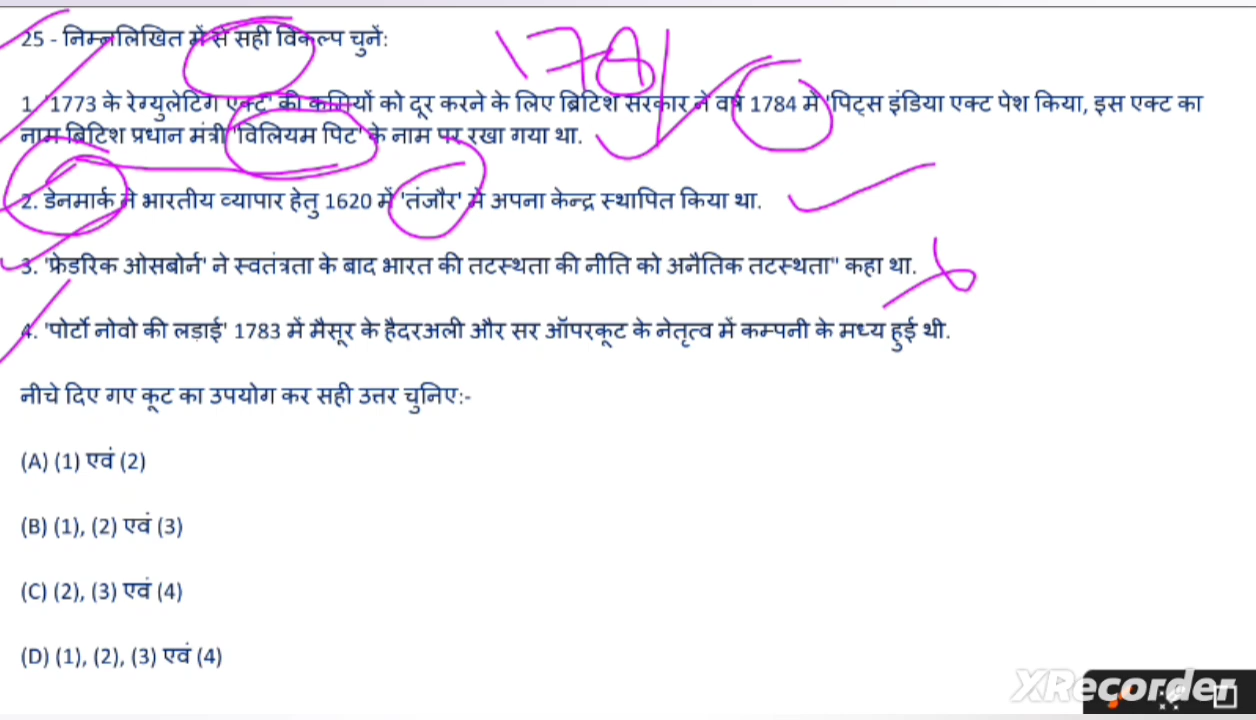 25 - निम्नलिखित में से सही विकल्प चुनें:
1. '1773 के रेग्युलेटिंग एक्ट' की कमियों को दूर करने के लिए ब्रिटिश सरकार ने वर्ष 1784 में 'पिट्स इंडिया एक्ट पेश किया, इस एक्ट का
नाम ब्रिटिश प्रधान मंत्री 'विलियम पिट' के नाम पर रखा गया था.
2. डेनमार्क ने भारतीय व्यापार हेतु 1620 में 'तंजौर' में अपना केन्द्र स्थापित किया था.
3. 'फ्रेडरिक ओसबोर्न' ने स्वतंत्रता के बाद भारत की तटस्थता की नीति को अनैतिक तटस्थता" कहा था.
4. 'पोर्टो नोवो की लड़ाई' 1783 में मैसूर के हैदरअली और सर ऑपरकूट के नेतृत्व में कम्पनी के मध्य हुई थी.
नीचे दिए गए कूट का उपयोग कर सही उत्तर चुनिए:-
(A) (1) एवं (2)
(B) (1), (2) एवं (3)
(C) (2), (3) एवं (4)
(D) (1), (2), (3) एवं (4)
XRecorder